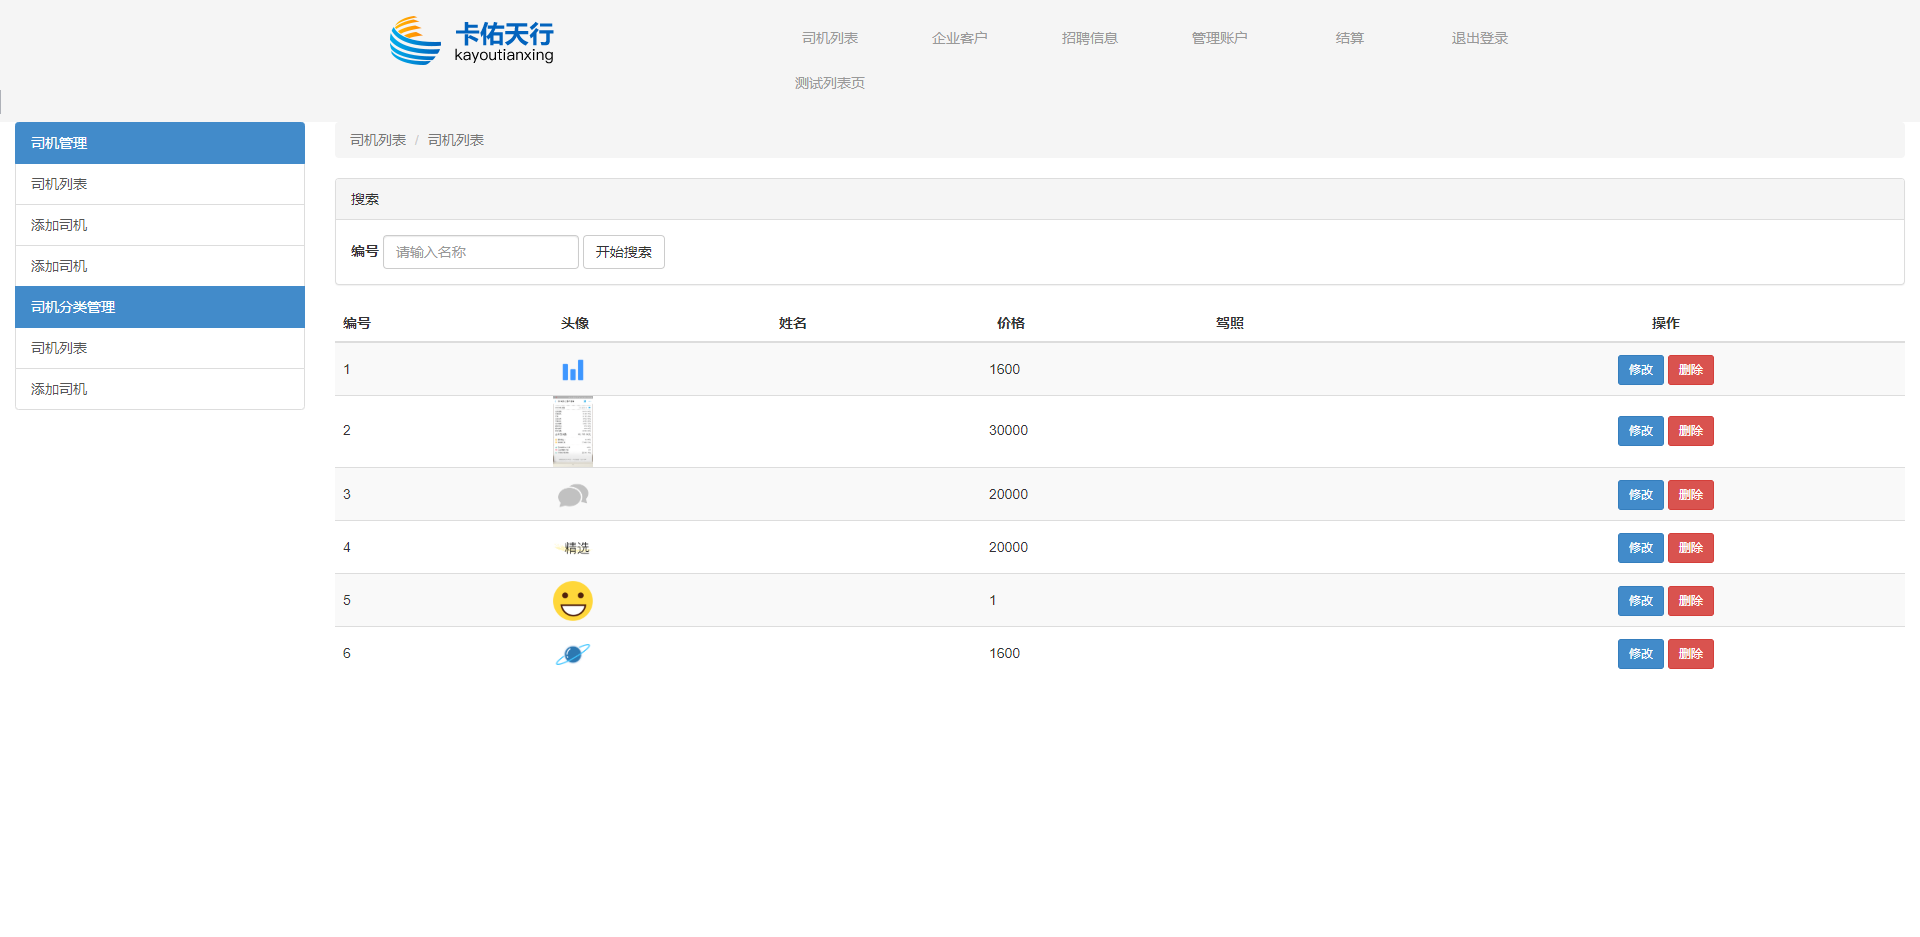 卡佑天行
kayoutianxing
司机列表 企业客户 招聘信息 管理账户 结算 退出登录
测试列表页
司机管理
司机列表
添加司机
添加司机
司机分类管理
司机列表
添加司机
司机列表 / 司机列表
搜索
编号 请输入名称 开始搜索
编号 头像 姓名 价格 驾照 操作
1 1600 修改 删除
2 30000 修改 删除
3 20000 修改 删除
4 精选 20000 修改 删除
5 1 修改 删除
6 1600 修改 删除